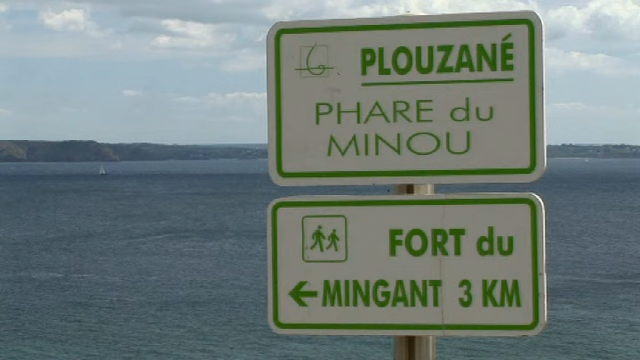 PLOUZANÉ
PHARE du
MINOU
FORT du
MINGANT 3 KM